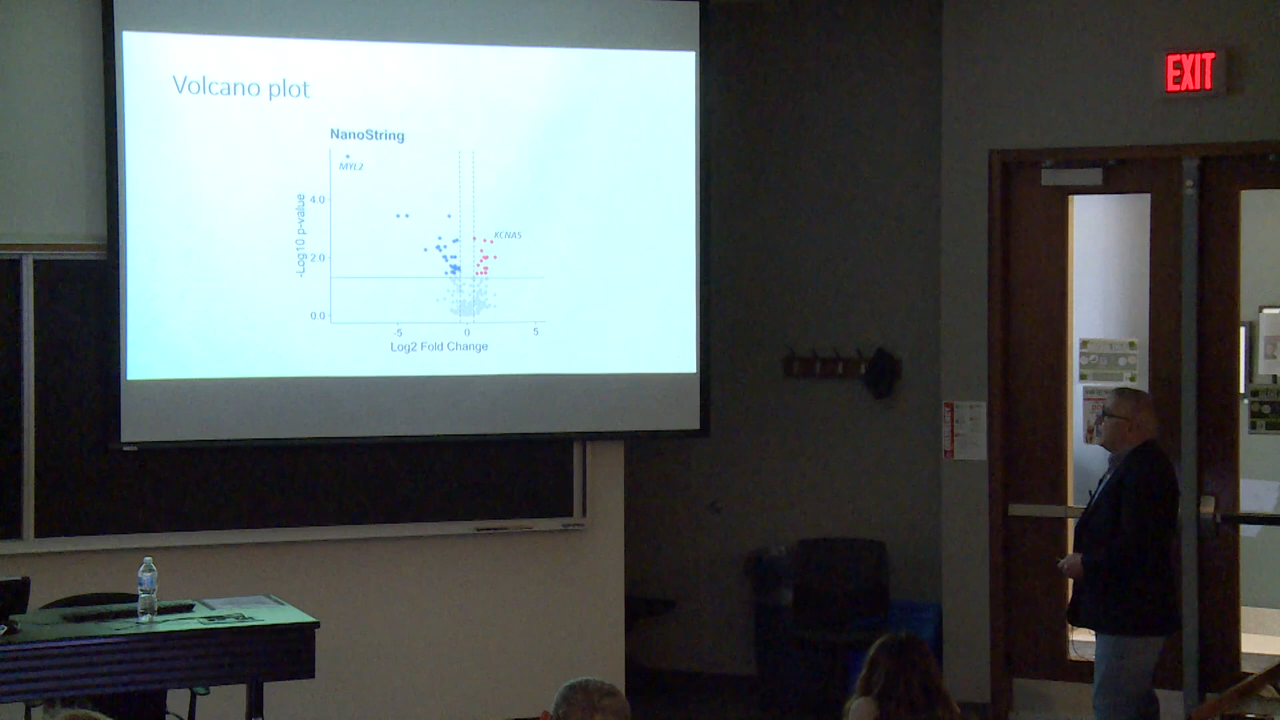 Volcano plot
NanoString
MYL2
KCNA5
-Log10 p-value
4.0
2.0
0.0
-5
0
5
Log2 Fold Change
EXIT